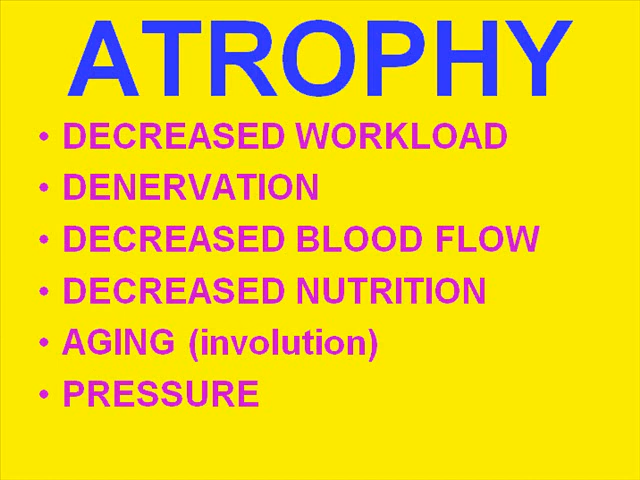 ATROPHY
• DECREASED WORKLOAD
• DENERVATION
• DECREASED BLOOD FLOW
• DECREASED NUTRITION
• AGING (involution)
• PRESSURE